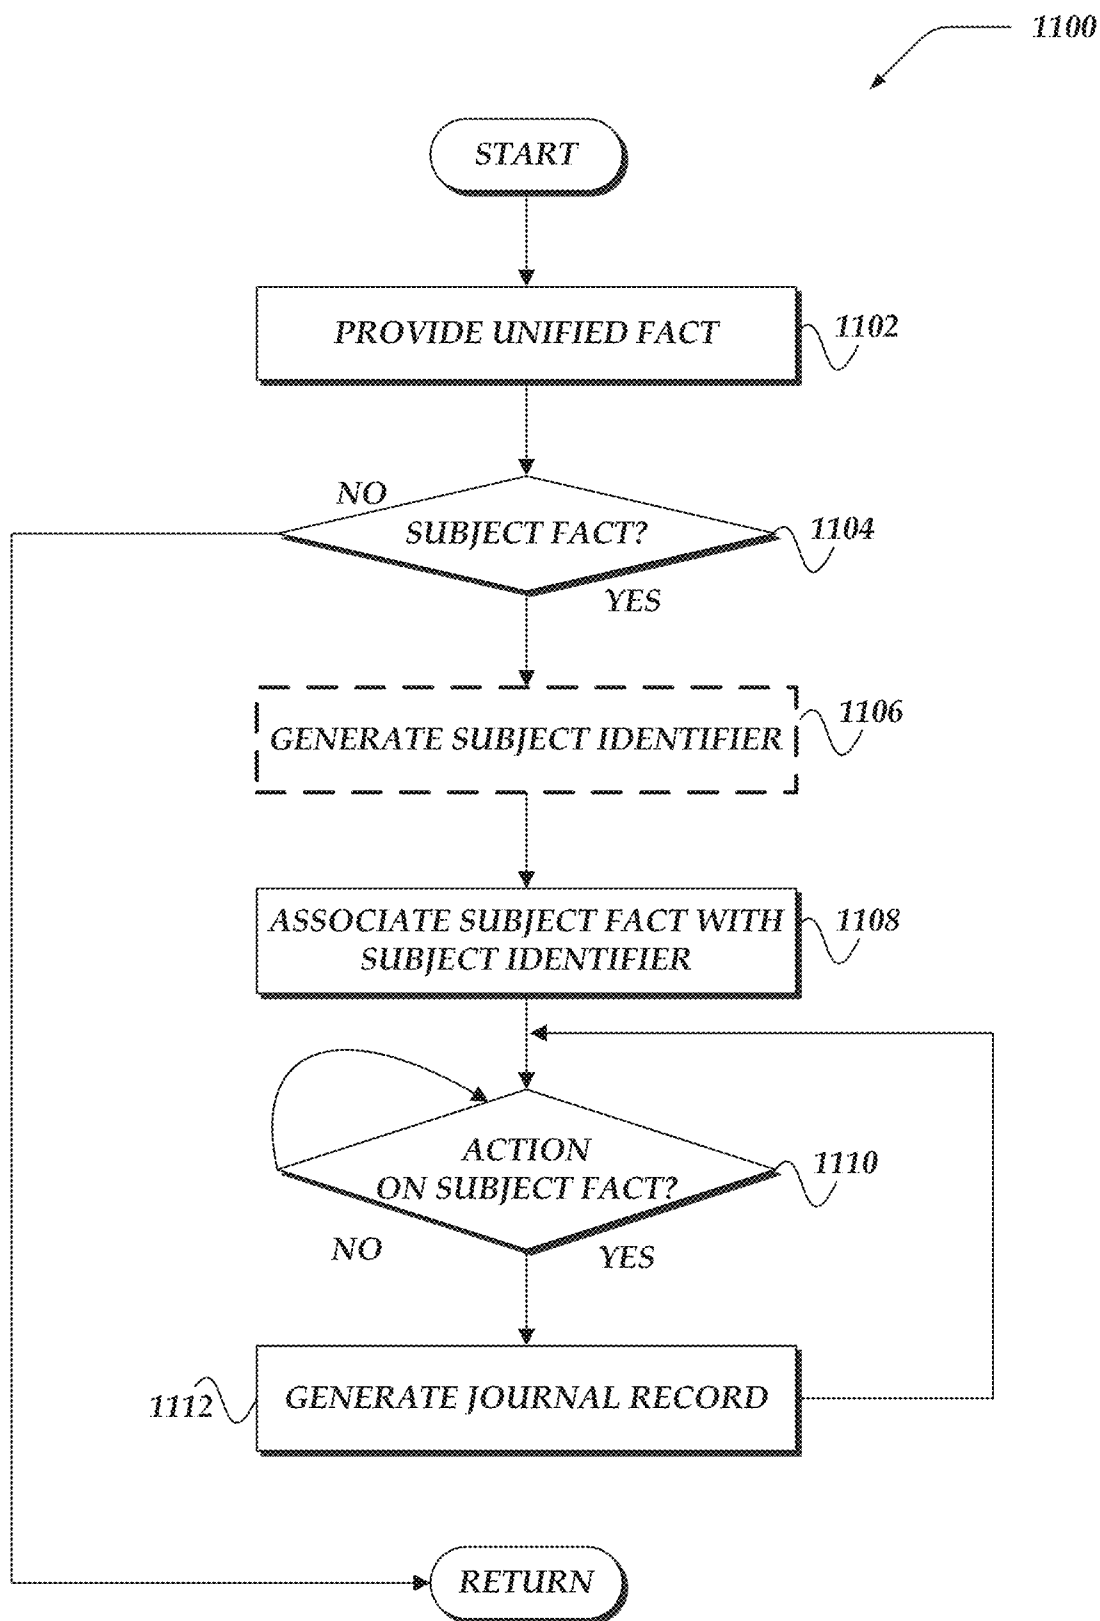 1100
START
PROVIDE UNIFIED FACT
1102
NO
SUBJECT FACT?
1104
YES
GENERATE SUBJECT IDENTIFIER
1106
ASSOCIATE SUBJECT FACT WITH
SUBJECT IDENTIFIER
1108
ACTION
ON SUBJECT FACT?
1110
NO
YES
GENERATE JOURNAL RECORD
1112
RETURN